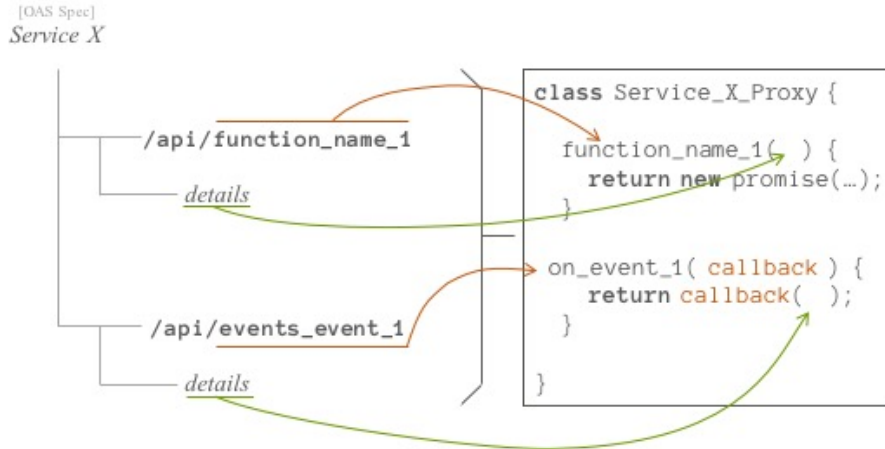 [OAS Spec]
Service X
/api/function_name_1
details
/api/events_event_1
details
class Service_X_Proxy {
function_name_1( ) {
return new promise(…);
}
on_event_1( callback ) {
return callback( );
}
}